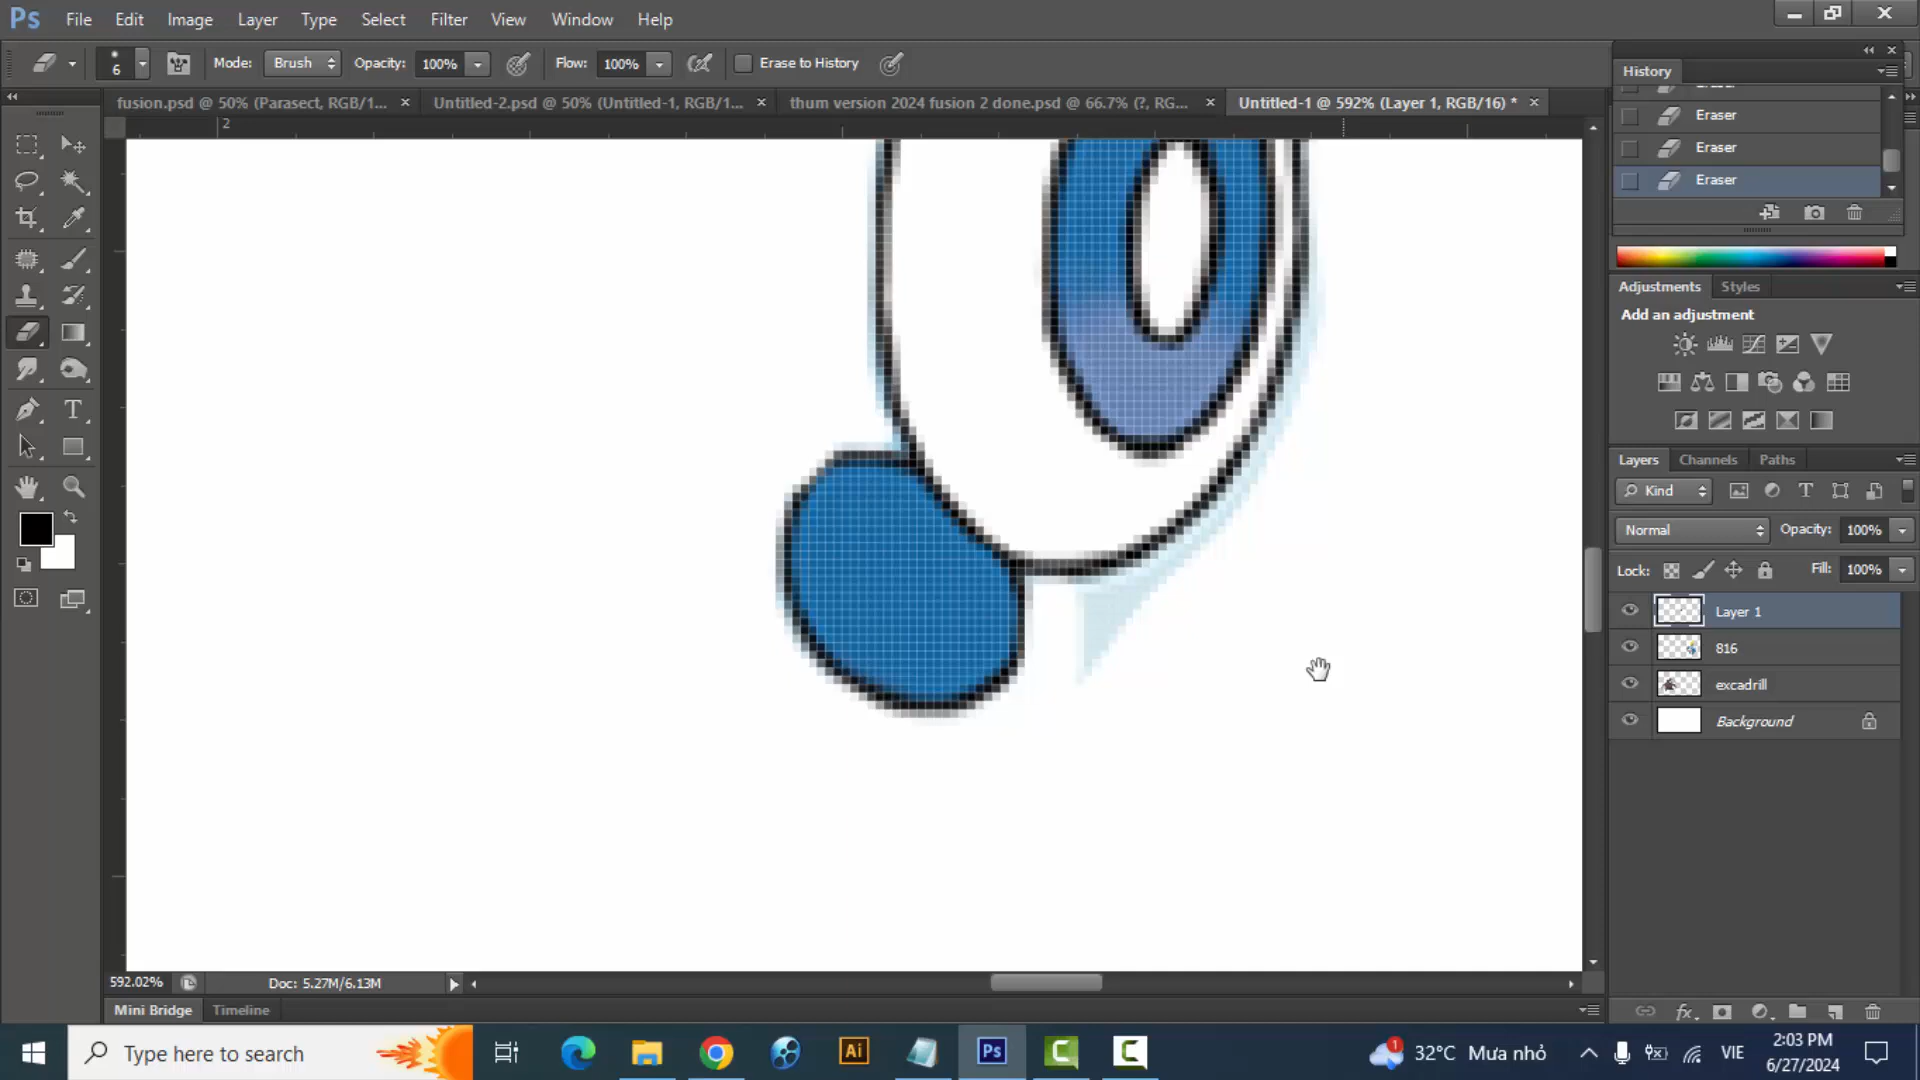 Ps File Edit Image Layer Type Select Filter View Window Help
6 Mode: Brush Opacity: 100% Flow: 100% Erase to History
fusion.psd @ 50% (Parasect, RGB/1... × Untitled-2.psd @ 50% (Untitled-1, RGB/1... × thum version 2024 fusion 2 done.psd @ 66.7% (?, RG... × Untitled-1 @ 592% (Layer 1, RGB/16) * ×
2
History
Eraser
Eraser
Eraser
Adjustments Styles
Add an adjustment
Layers Channels Paths
Kind
Normal Opacity: 100%
Lock: Fill: 100%
Layer 1
816
excadrill
Background
T
592.02% Doc: 5.27M/6.13M
Mini Bridge Timeline
Type here to search
Ai Ps
1 32°C Mưa nhỏ VIE
2:03 PM
6/27/2024